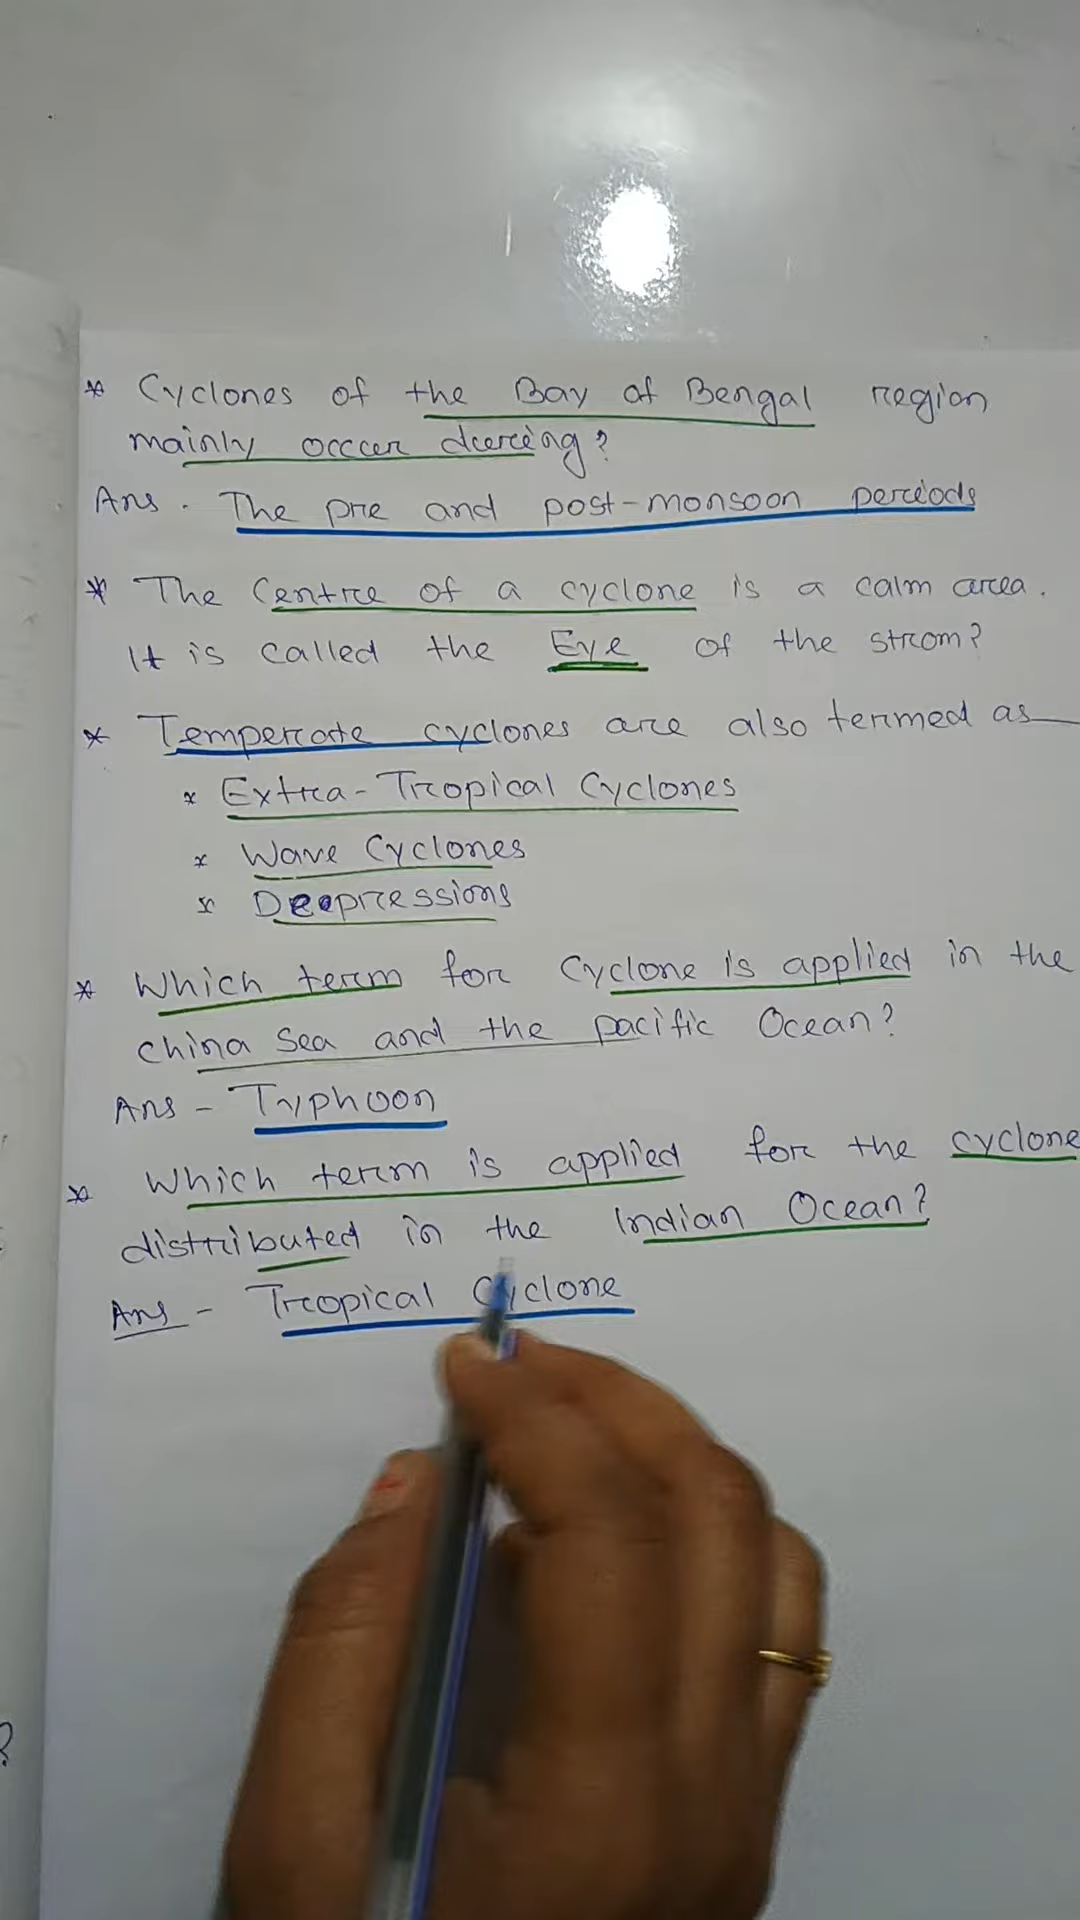 * Cyclones of the Bay of Bengal region
mainly occur during?
Ans. The pre and post-monsoon periods
* The Centre of a cyclone is a calm area.
It is called the Eye of the strom?
* Temperate cyclones are also termed as
* Extra-Tropical Cyclones
* Wave Cyclones
* Deepressions
* Which term for Cyclone is applied in the
china Sea and the pacific Ocean?
Ans - Typhoon
* Which term is applied for the cyclone
distributed in the Indian Ocean?
Ans - Tropical Cyclone